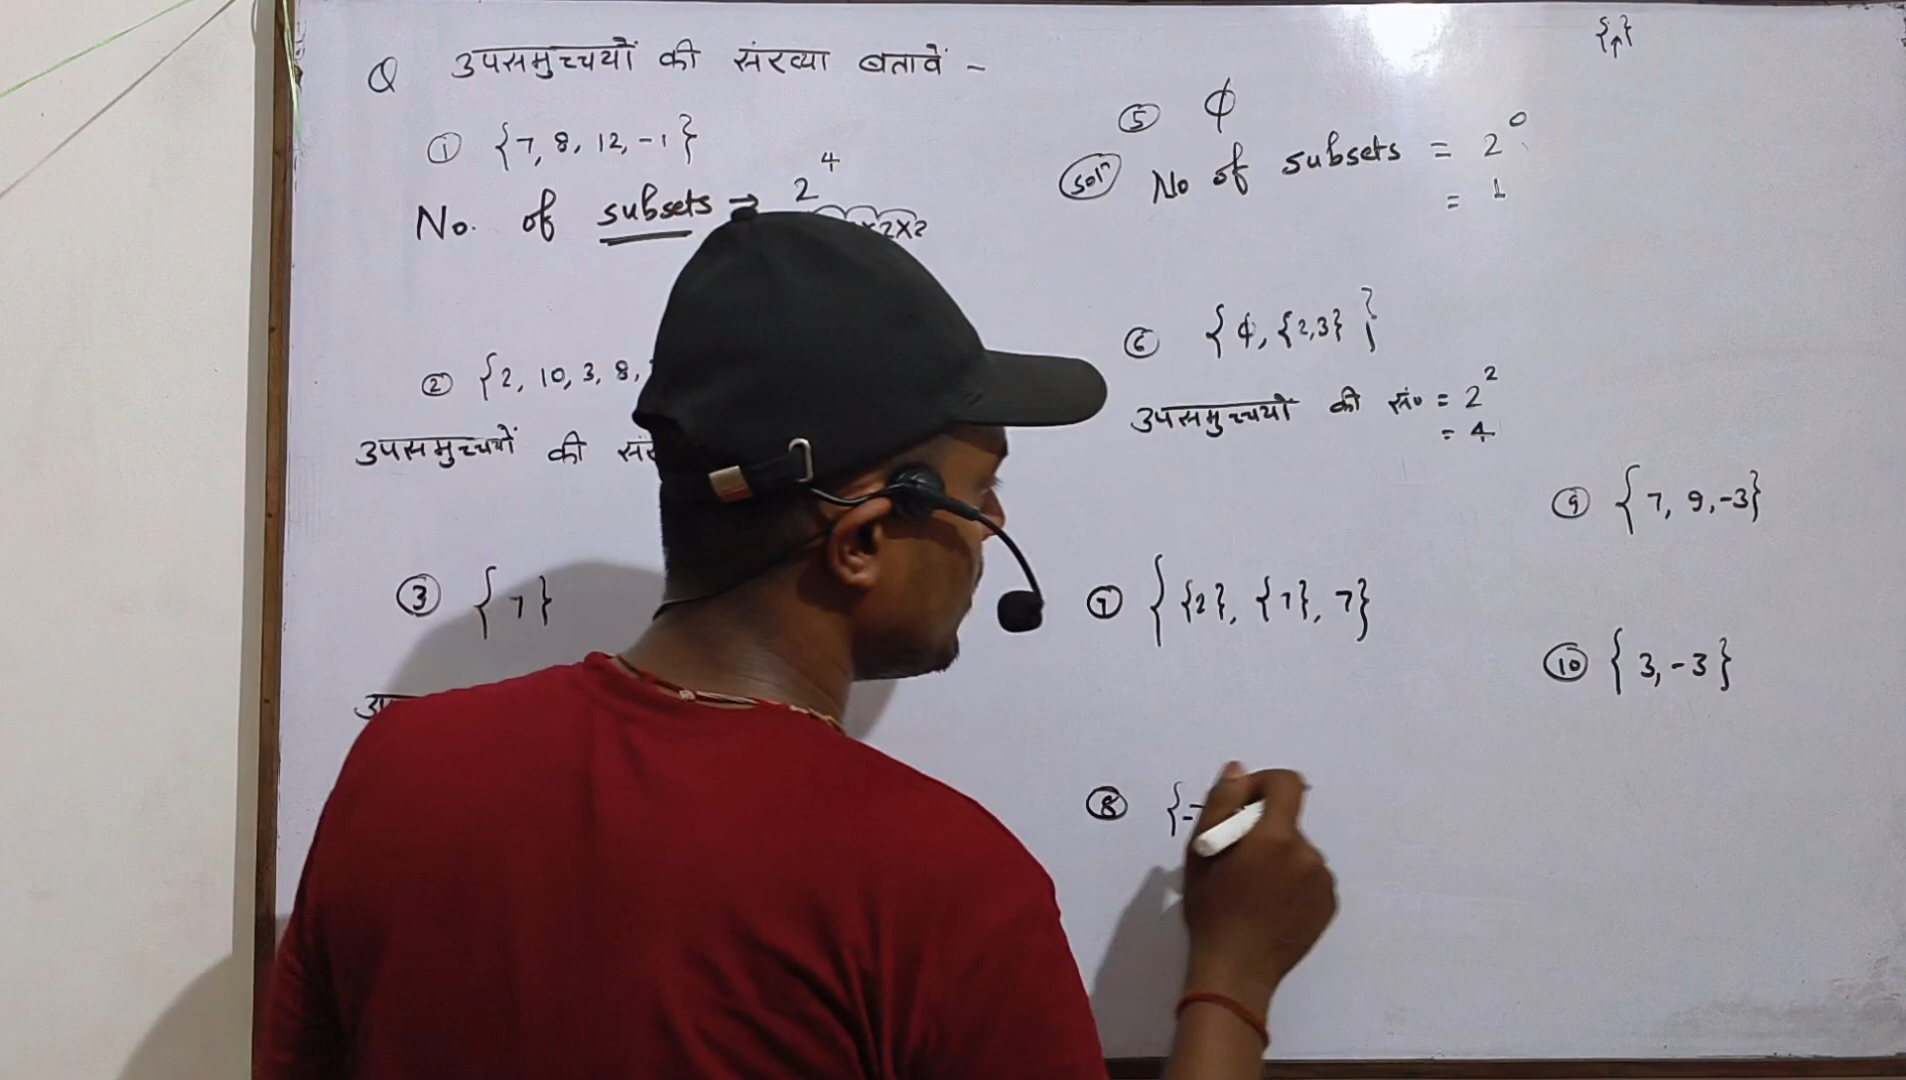 Q उपसमुच्चयों की संख्या बतावें -
① {7, 8, 12, -1}
No. of subsets → 2⁴
×2×2
② {2, 10, 3, 8,
उपसमुच्चयों की
③ {7}
{ }
⑤ ϕ
Solⁿ No of subsets = 2⁰
= 1
⑥ {ϕ, {2,3}}
उपसमुच्चयों की सं० = 2²
= 4
⑦ {{2}, {7}, 7}
⑧ {-
⑨ {7, 9, -3}
⑩ {3, -3}